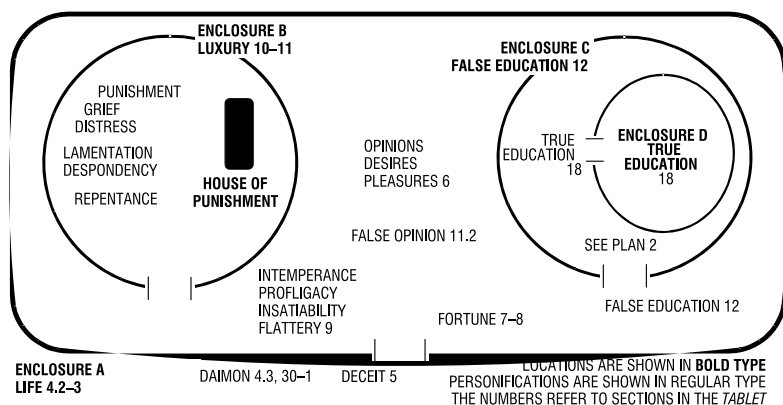 ENCLOSURE B
LUXURY 10–11
ENCLOSURE C
FALSE EDUCATION 12
PUNISHMENT
GRIEF
DISTRESS
LAMENTATION
DESPONDENCY
REPENTANCE
HOUSE OF
PUNISHMENT
OPINIONS
DESIRES
PLEASURES 6
FALSE OPINION 11.2
TRUE
EDUCATION
18
ENCLOSURE D
TRUE
EDUCATION
18
SEE PLAN 2
FALSE EDUCATION 12
INTEMPERANCE
PROFLIGACY
INSATIABILITY
FLATTERY 9
FORTUNE 7–8
ENCLOSURE A
LIFE 4.2–3
DAIMON 4.3, 30–1
DECEIT 5
LOCATIONS ARE SHOWN IN BOLD TYPE
PERSONIFICATIONS ARE SHOWN IN REGULAR TYPE
THE NUMBERS REFER TO SECTIONS IN THE TABLET